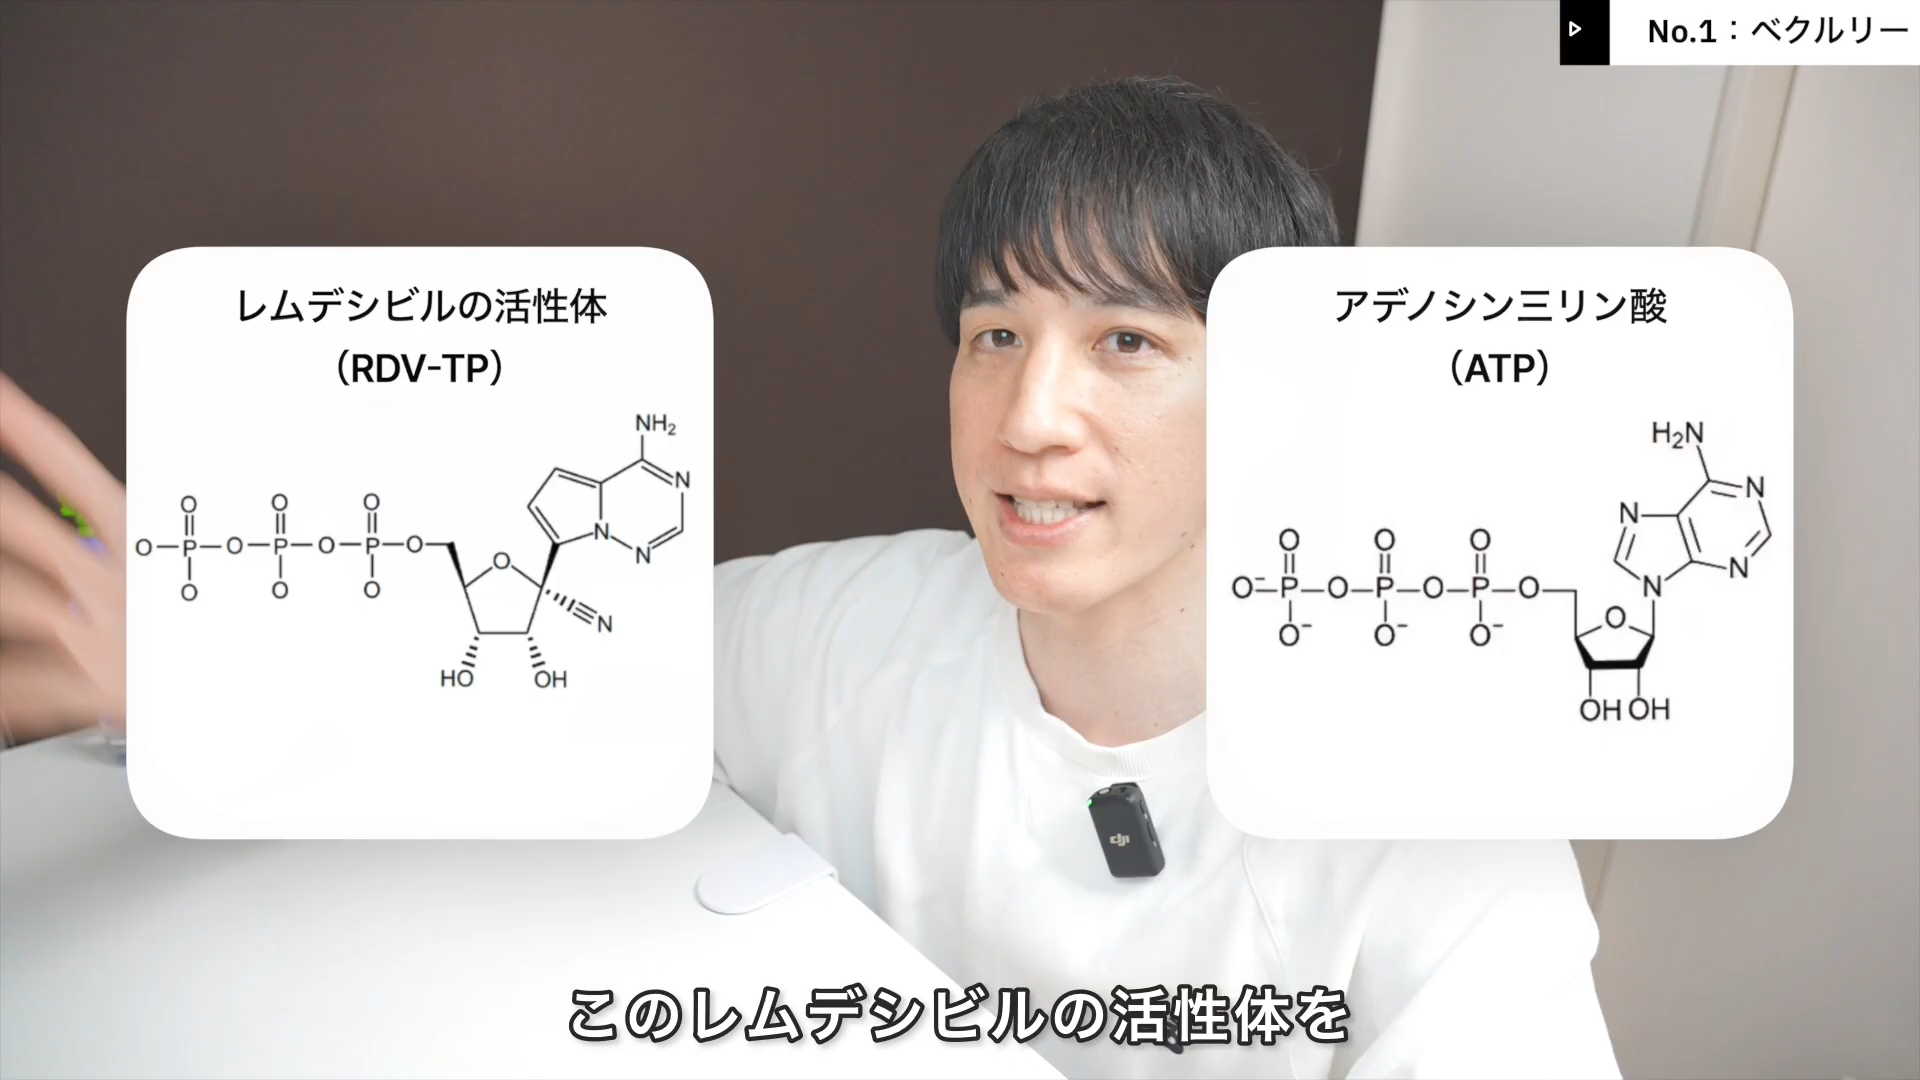 No.1：ベクルリー
レムデシビルの活性体
（RDV-TP）
NH₂
N
N
N
O
O
O
O
P
O
P
O
P
O
O
O
O
O
N
HO
OH
アデノシン三リン酸
（ATP）
H₂N
N
N
N
N
O
O
O
O⁻
P
O
P
O
P
O
O
O⁻
O⁻
O⁻
OH
OH
dji
このレムデシビルの活性体を